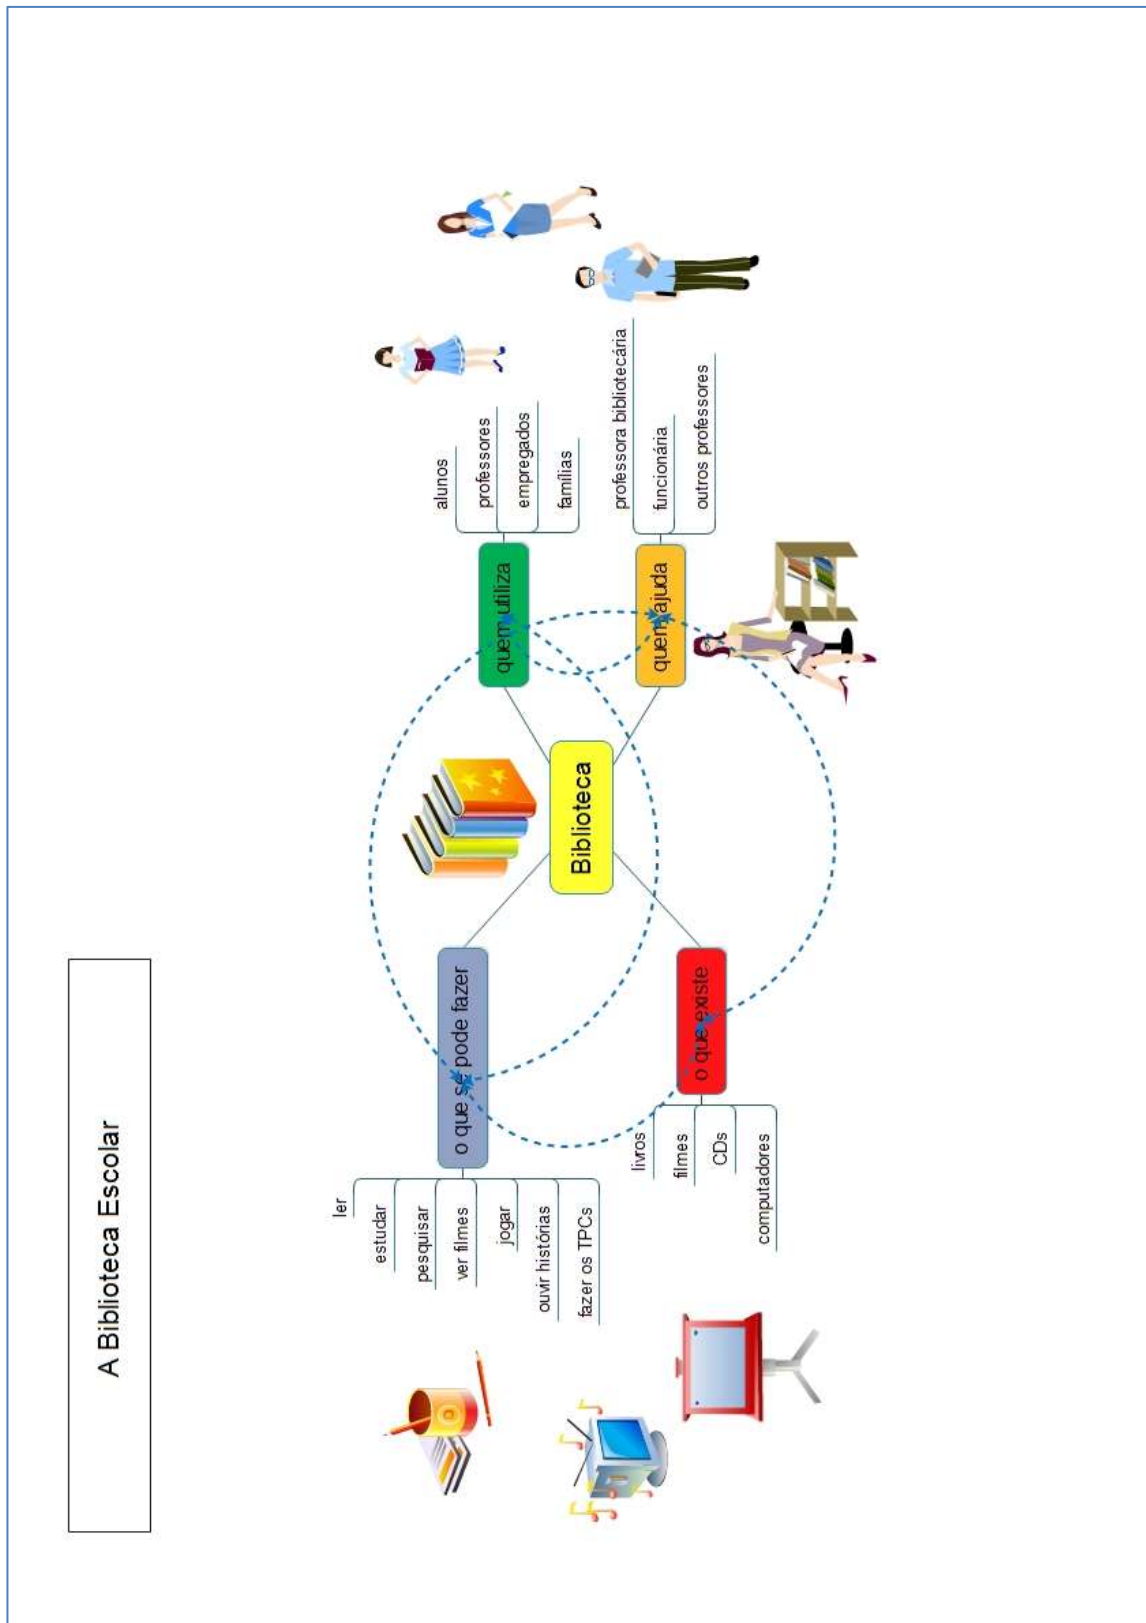 A Biblioteca Escolar
Biblioteca
o que se pode fazer
ler
estudar
pesquisar
ver filmes
jogar
ouvir histórias
fazer os TPCs
quem utiliza
alunos
professores
empregados
famílias
o que existe
livros
filmes
CDs
computadores
quem ajuda
professora bibliotecária
funcionária
outros professores